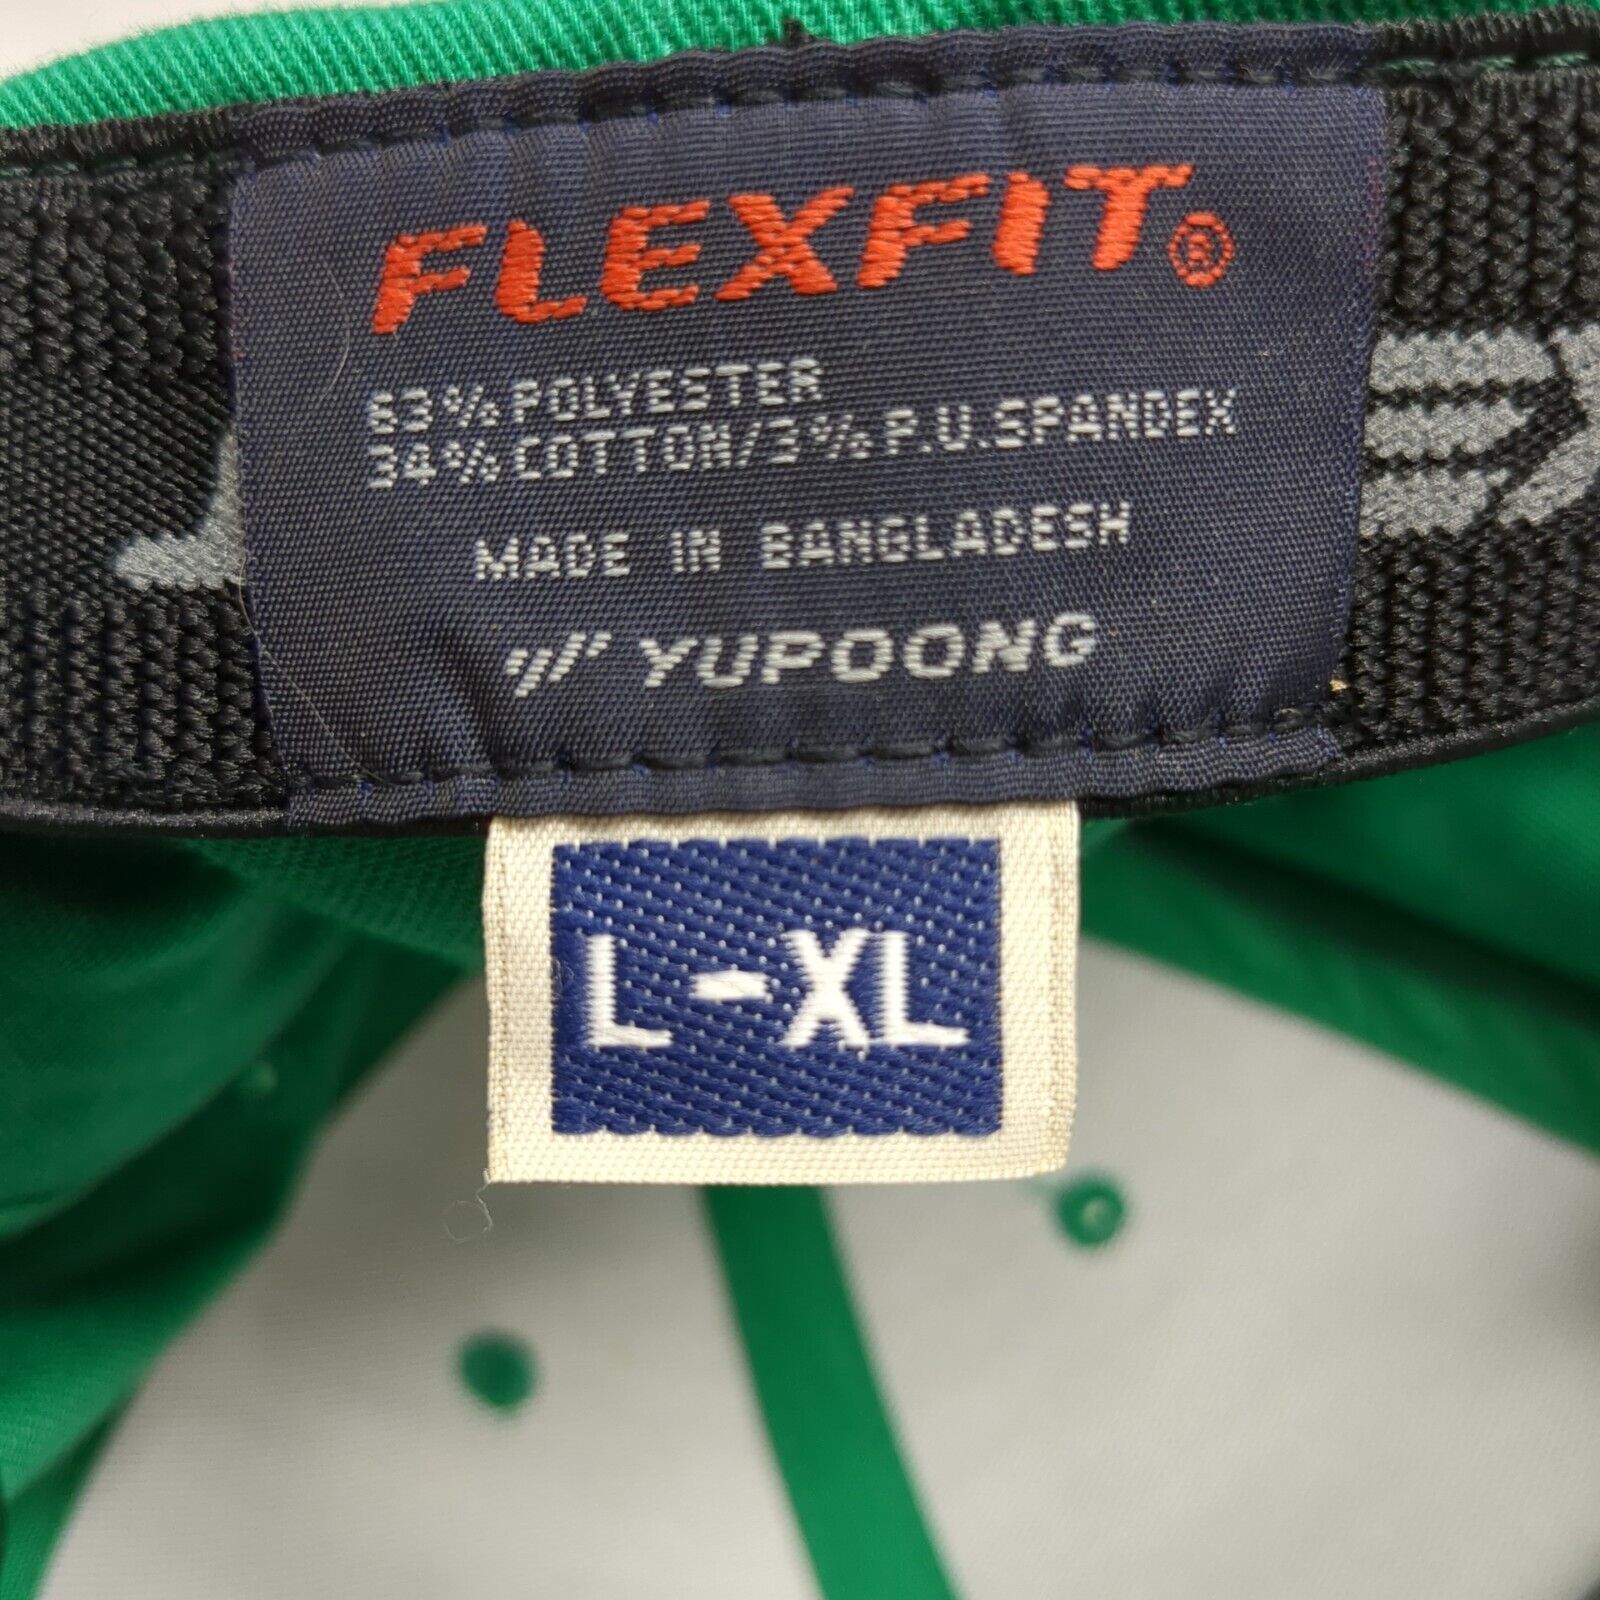 FLEXFIT®
63% POLYESTER
34% COTTON/3% P.U.SPANDEX
MADE IN BANGLADESH
YUPOONG
L-XL